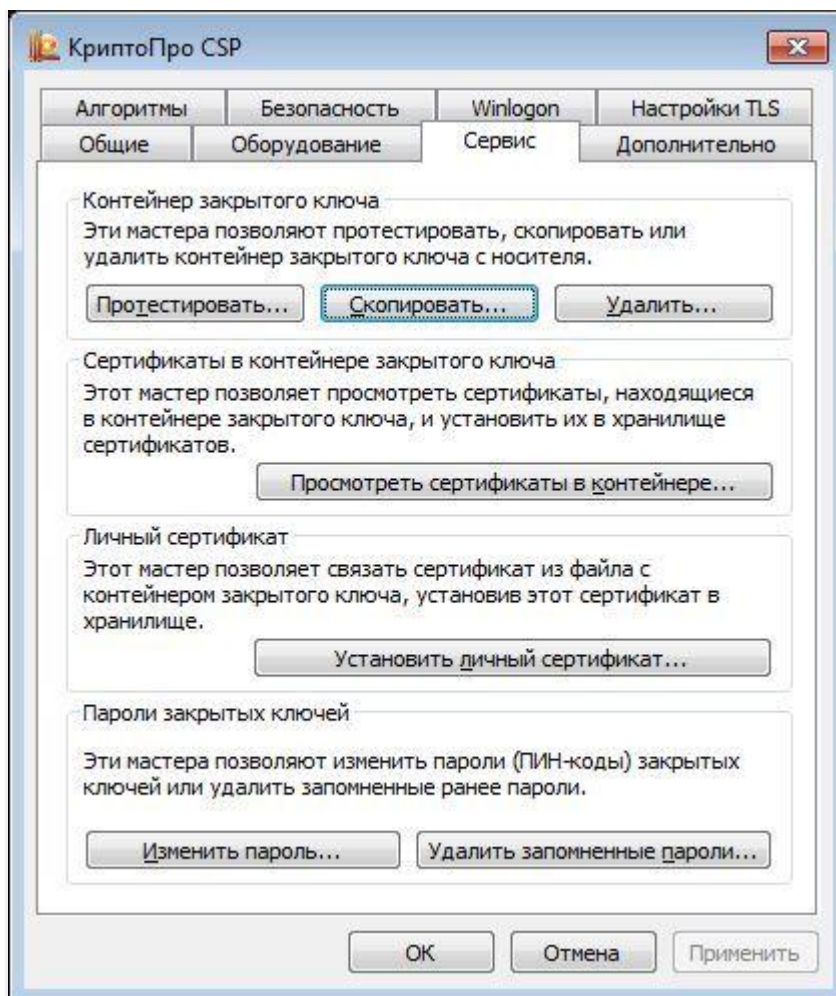 КриптоПро CSP
Алгоритмы Безопасность Winlogon Настройки TLS
Общие Оборудование Сервис Дополнительно
Контейнер закрытого ключа
Эти мастера позволяют протестировать, скопировать или
удалить контейнер закрытого ключа с носителя.
Протестировать... Скопировать... Удалить...
Сертификаты в контейнере закрытого ключа
Этот мастер позволяет просмотреть сертификаты, находящиеся
в контейнере закрытого ключа, и установить их в хранилище
сертификатов.
Просмотреть сертификаты в контейнере...
Личный сертификат
Этот мастер позволяет связать сертификат из файла с
контейнером закрытого ключа, установив этот сертификат в
хранилище.
Установить личный сертификат...
Пароли закрытых ключей
Эти мастера позволяют изменить пароли (ПИН-коды) закрытых
ключей или удалить запомненные ранее пароли.
Изменить пароль... Удалить запомненные пароли...
ОК Отмена Применить